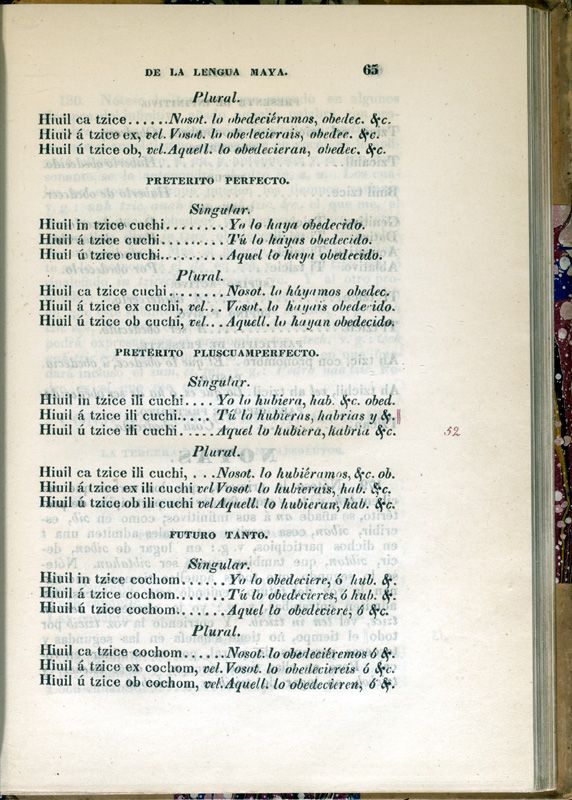 DE LA LENGUA MAYA. 65
Plural.
Hiuil ca tzice......Nosot. lo obedeciéramos, obedec. &c.
Hiuil á tzice ex, vel. Vosot. lo obedecierais, obedec. &c.
Hiuil ú tzice ob, vel. Aquell. lo obedecieran, obedec. &c.
PRETERITO PERFECTO.
Singular.
Hiuil in tzice cuchi........ Yo lo haya obedecido.
Hiuil á tzice cuchi......... Tú lo hayas obedecido.
Hiuil ú tzice cuchi......... Aquel lo haya obedecido.
Plural.
Hiuil ca tzice cuchi........ Nosot. lo háyamos obedec.
Hiuil á tzice ex cuchi, vel... Vosot. lo hayais obedecido.
Hiuil ú tzice ob cuchi, vel... Aquéll. lo hayan obedecido.
PRETERITO PLUSCUAMPERFECTO.
Singular.
Hiuil in tzice ili cuchi.... Yo lo hubiera, hab. &c. obed.
Hiuil á tzice ili cuchi..... Tú lo hubieras, habrias y &.
Hiuil ú tzice ili cuchi..... Aquel lo hubiera, habria &c.
52
Plural.
Hiuil ca tzice ili cuchi, ... Nosot. lo hubiéramos, &c. ob.
Hiuil á tzice ex ili cuchi vel Vosot. lo hubierais, hab. &c.
Hiuil ú tzice ob ili cuchi vel Aquell. lo hubieran, hab. &c.
FUTURO TANTO.
Singular.
Hiuil in tzice cochom....... Yo lo obedeciere, ó hub. &.
Hiuil á tzice cochom....... Tú lo obedecieres, ó hub. &.
Hiuil ú tzice cochom....... Aquel lo obedeciere, ó &c.
Plural.
Hiuil ca tzice cochom......Nosot. lo obedeciéremos ó &.
Hiuil á tzice ex cochom, vel. Vosot. lo obedeciereis ó &c.
Hiuil ú tzice ob cochom, vel. Aquell. lo obedecieren, ó &.